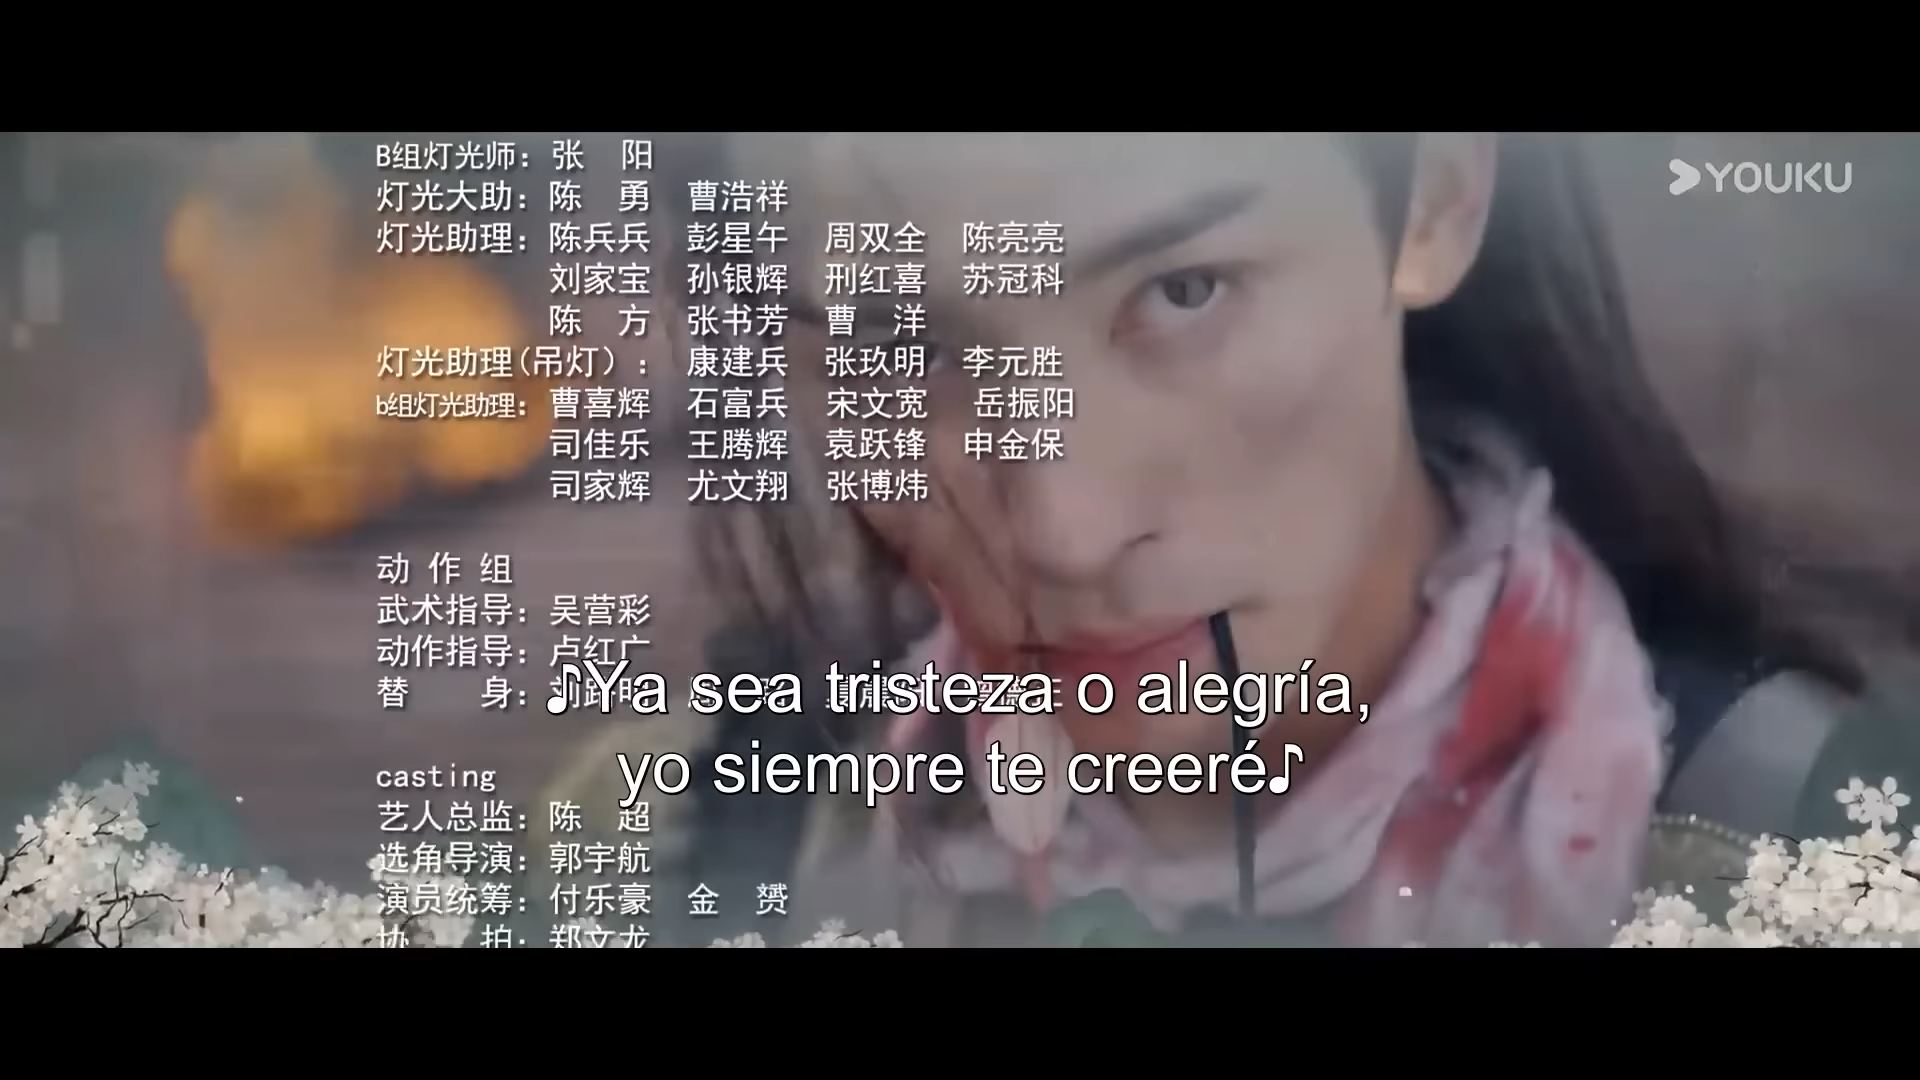 YOUKU
B组灯光师：张 阳
灯光大助：陈 勇 曹浩祥
灯光助理：陈兵兵 彭星午 周双全 陈亮亮
刘家宝 孙银辉 刑红喜 苏冠科
陈 方 张书芳 曹 洋
灯光助理(吊灯)：康建兵 张玖明 李元胜
b组灯光助理：曹喜辉 石富兵 宋文宽 岳振阳
司佳乐 王腾辉 袁跃锋 申金保
司家辉 尤文翔 张博炜
动 作 组
武术指导：吴营彩
动作指导：卢红广
替 身：
♪Ya sea tristeza o alegría,
yo siempre te creeré♪
casting
艺人总监：陈 超
选角导演：郭宇航
演员统筹：付乐豪 金 赟
协 拍：郑文龙